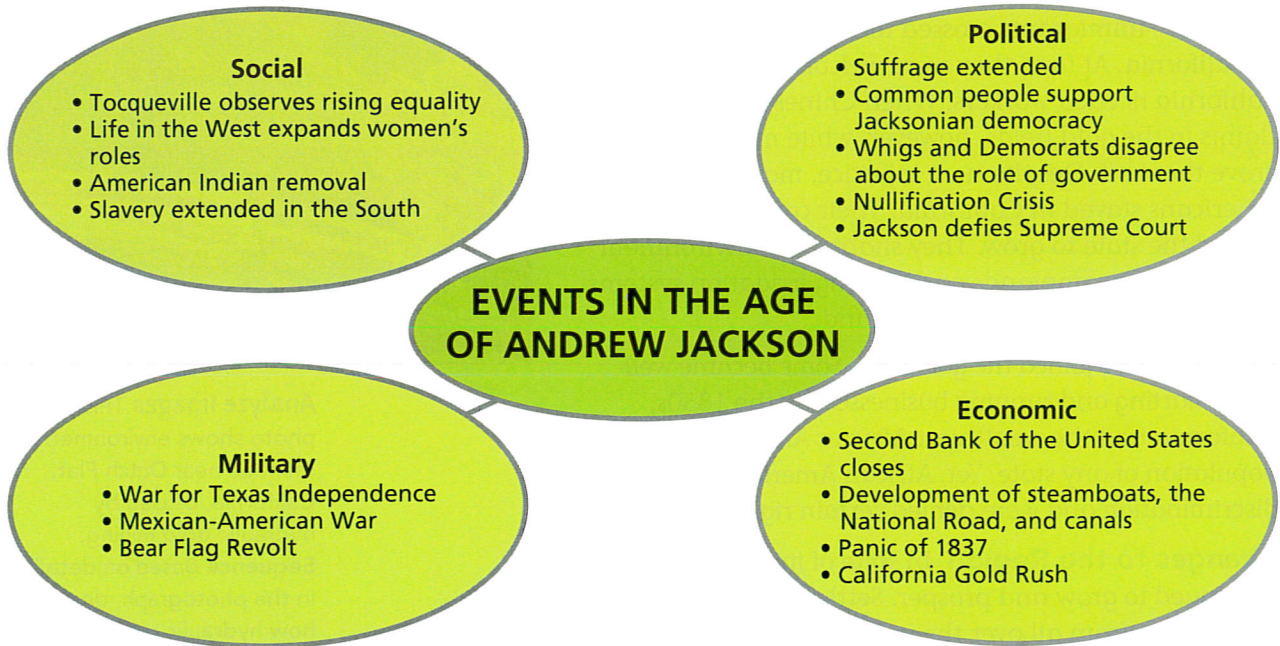 Social
• Tocqueville observes rising equality
• Life in the West expands women's
roles
• American Indian removal
• Slavery extended in the South
Political
• Suffrage extended
• Common people support
Jacksonian democracy
• Whigs and Democrats disagree
about the role of government
• Nullification Crisis
• Jackson defies Supreme Court
EVENTS IN THE AGE
OF ANDREW JACKSON
Military
• War for Texas Independence
• Mexican-American War
• Bear Flag Revolt
Economic
• Second Bank of the United States
closes
• Development of steamboats, the
National Road, and canals
• Panic of 1837
• California Gold Rush